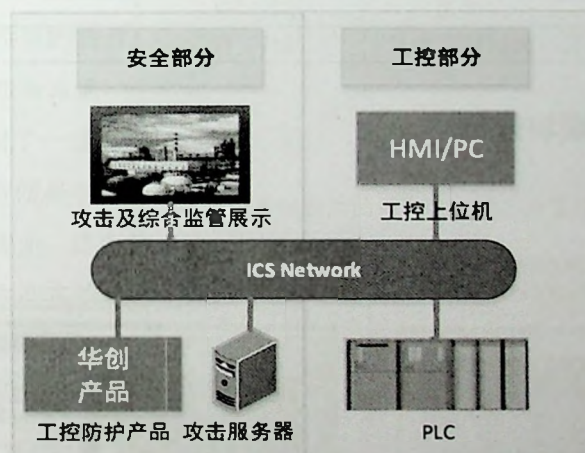 安全部分
工控部分
HMI/PC
攻击及综合监管展示
工控上位机
ICS Network
华创
产品
工控防护产品
攻击服务器
PLC